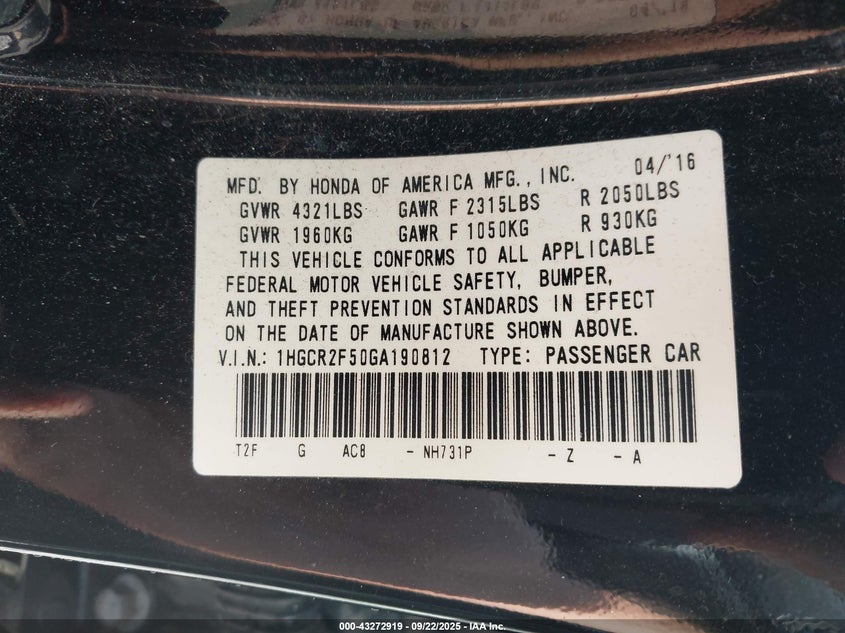 MFD. BY HONDA OF AMERICA MFG., INC. 04/'16
GVWR 4321LBS GAWR F 2315LBS R 2050LBS
GVWR 1960KG GAWR F 1050KG R 930KG
THIS VEHICLE CONFORMS TO ALL APPLICABLE
FEDERAL MOTOR VEHICLE SAFETY, BUMPER,
AND THEFT PREVENTION STANDARDS IN EFFECT
ON THE DATE OF MANUFACTURE SHOWN ABOVE.
V.I.N.: 1HGCR2F50GA190812 TYPE: PASSENGER CAR
T2F G AC8 - NH731P - Z - A
000-43272919 - 09/22/2025 - IAA Inc.